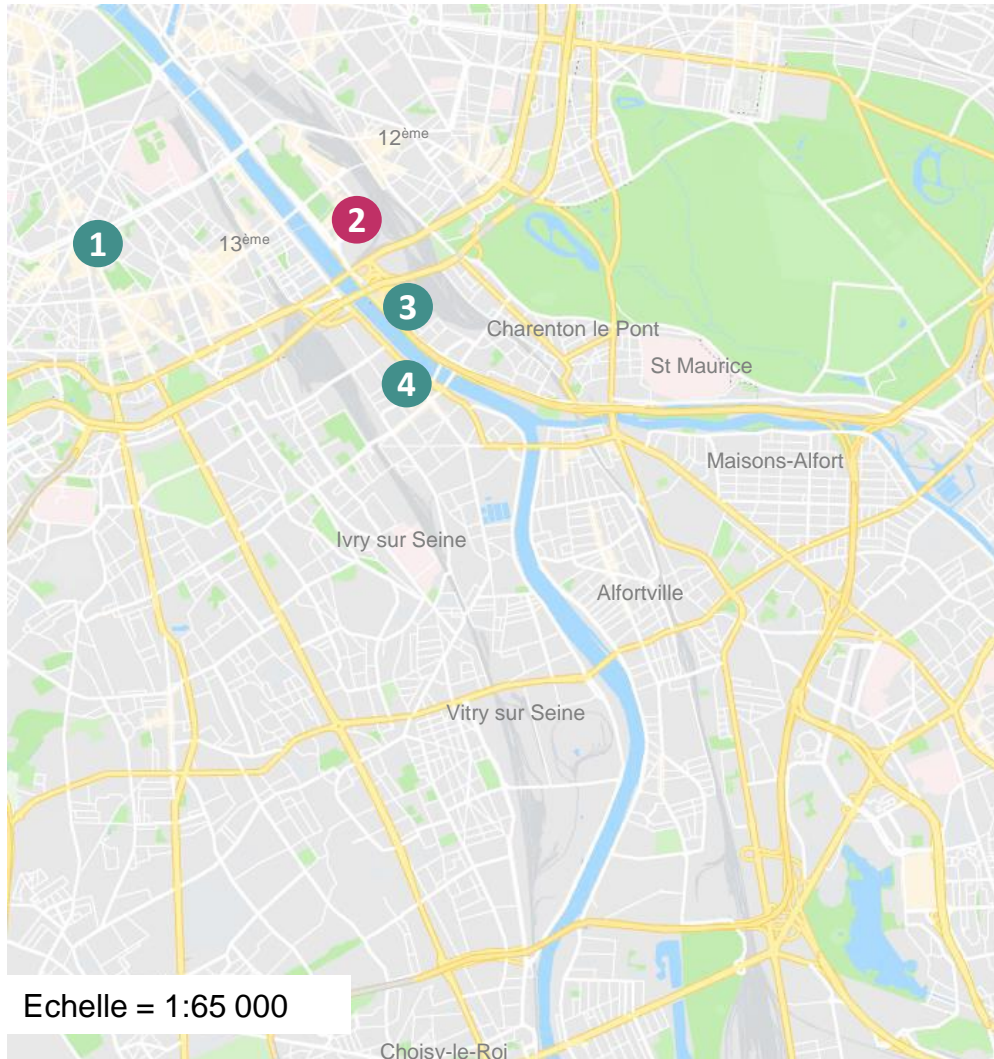 12ème
2
1
13ème
3
Charenton le Pont
St Maurice
4
Maisons-Alfort
Ivry sur Seine
Alfortville
Vitry sur Seine
Echelle = 1:65 000
Choisy-le-Roi